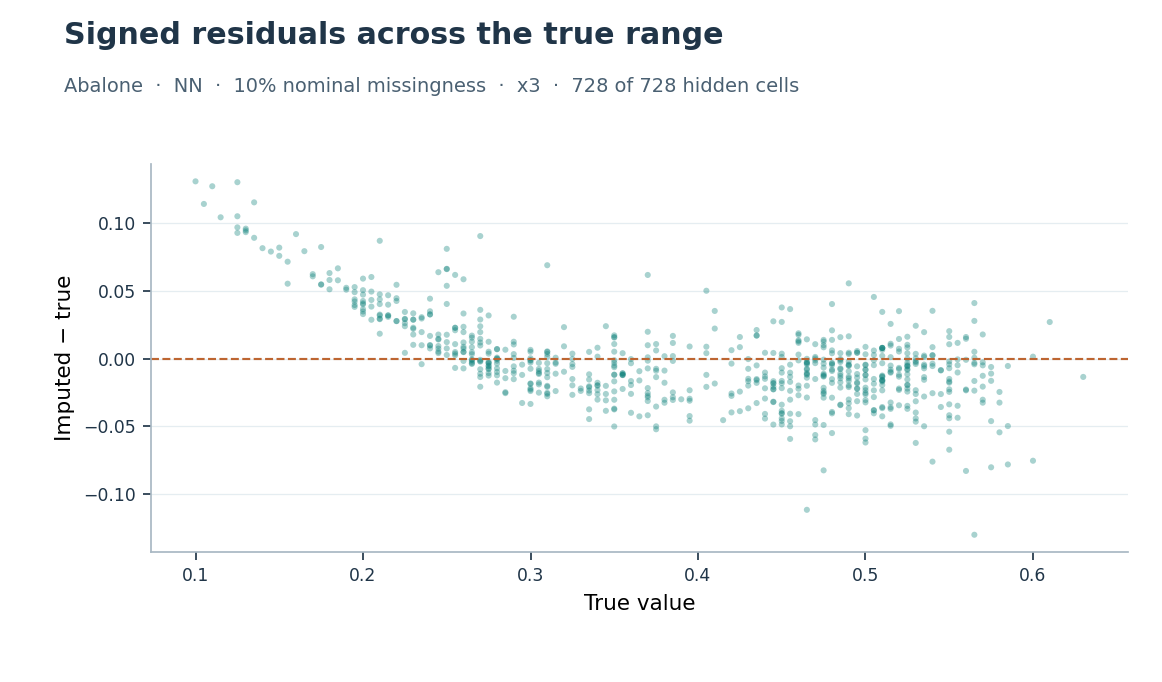 Signed residuals across the true range
Abalone · NN · 10% nominal missingness · x3 · 728 of 728 hidden cells
Imputed − true
0.10
0.05
0.00
−0.05
−0.10
0.1 0.2 0.3 0.4 0.5 0.6
True value